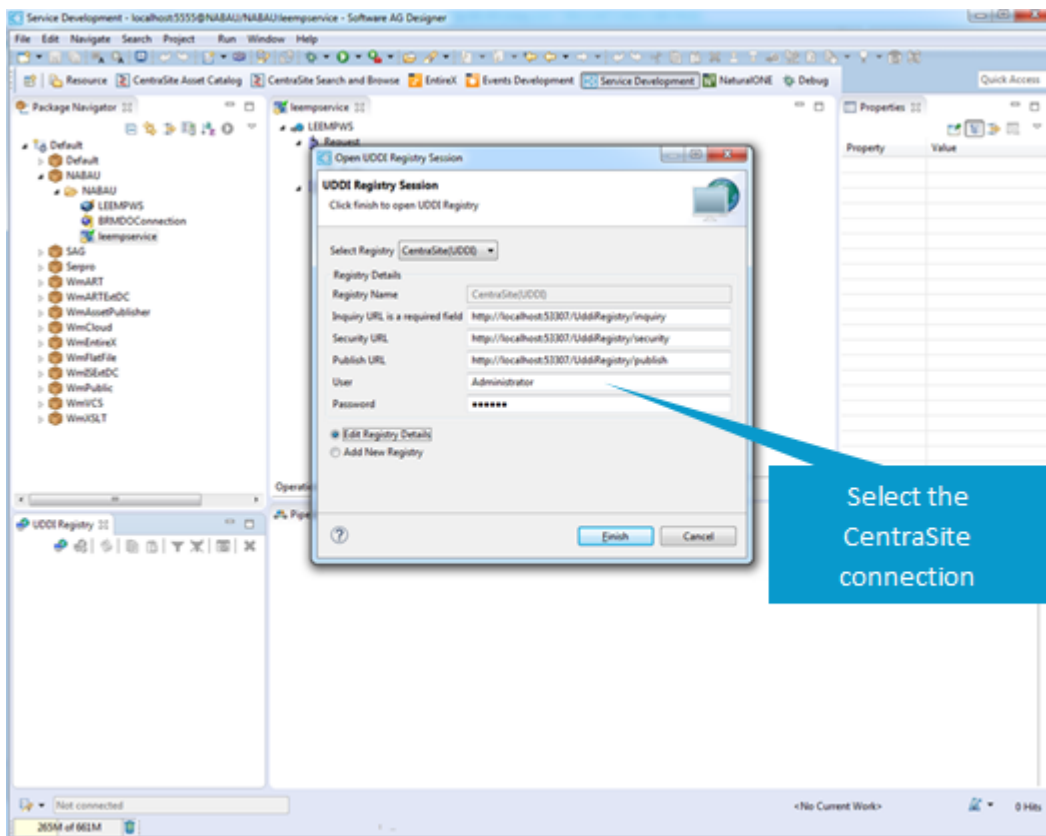 Service Development - localhost:5555@NABAU/NABAU:leempservice - Software AG Designer
File Edit Navigate Search Project Run Window Help
Resource CentraSite Asset Catalog CentraSite Search and Browse EntireX Events Development Service Development NaturalONE Debug Quick Access
Package Navigator
Default
Default
NABAU
NABAU
LEEMPWS
BRMDOConnection
leempservice
SAG
Serpro
WmART
WmARTExtDC
WmAssetPublisher
WmCloud
WmEntireX
WmFlatFile
WmISExtDC
WmPublic
WmVCS
WmXSLT
leempservice
LEEMPWS
Request
Open UDDI Registry Session
UDDI Registry Session
Click finish to open UDDI Registry
Select Registry CentraSite(UDDI)
Registry Details
Registry Name CentraSite(UDDI)
Inquiry URL is a required field http://localhost:53307/UddiRegistry/inquiry
Security URL http://localhost:53307/UddiRegistry/security
Publish URL http://localhost:53307/UddiRegistry/publish
User Administrator
Password ••••••
Edit Registry Details
Add New Registry
Finish Cancel
Properties
Property Value
Select the
CentraSite
connection
UDDI Registry
Not connected
<No Current Work>
0 Hits
265M of 661M